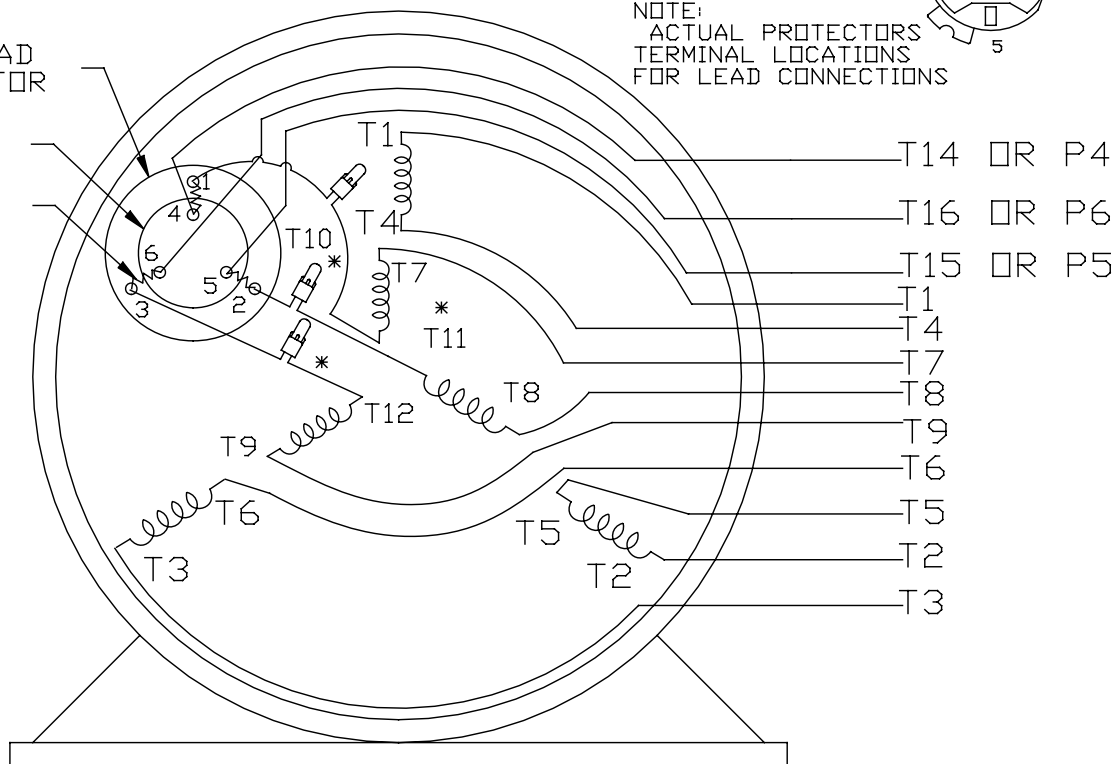 NOTE:
ACTUAL PROTECTORS
TERMINAL LOCATIONS
FOR LEAD CONNECTIONS
5
AD
TOR
T1
T14 OR P4
1
4
T4
T16 OR P6
T10
*
6
5
T7
T15 OR P5
3
2
*
T11
T1
T4
*
T7
T12
T8
T8
T9
T9
T6
T6
T5
T5
T3
T2
T2
T3